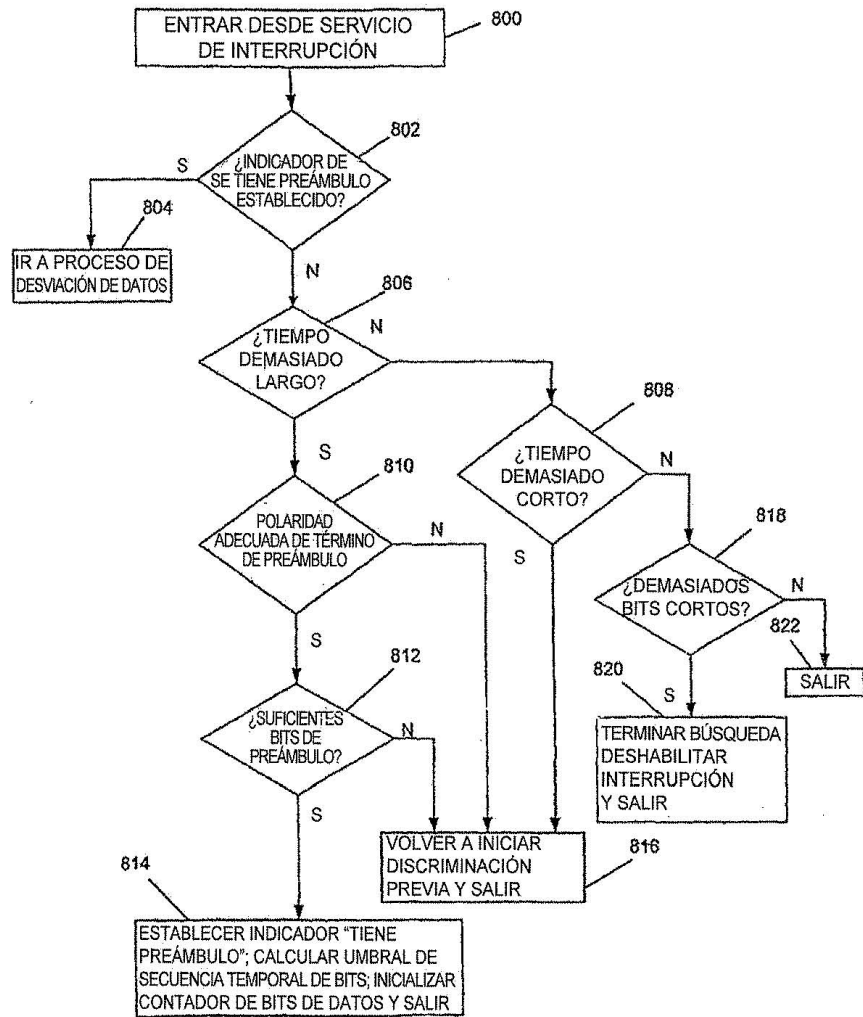 ENTRAR DESDE SERVICIO
DE INTERRUPCIÓN
800
802
¿INDICADOR DE
SE TIENE PREÁMBULO
ESTABLECIDO?
S
N
804
IR A PROCESO DE
DESVIACIÓN DE DATOS
806
¿TIEMPO
DEMASIADO
LARGO?
N
S
808
¿TIEMPO
DEMASIADO
CORTO?
N
S
810
POLARIDAD
ADECUADA DE TÉRMINO
DE PREÁMBULO
N
S
818
¿DEMASIADOS
BITS CORTOS?
N
S
822
SALIR
820
TERMINAR BÚSQUEDA
DESHABILITAR
INTERRUPCIÓN
Y SALIR
812
¿SUFICIENTES
BITS DE
PREÁMBULO?
N
S
VOLVER A INICIAR
DISCRIMINACIÓN
PREVIA Y SALIR
816
814
ESTABLECER INDICADOR “TIENE
PREÁMBULO”; CALCULAR UMBRAL DE
SECUENCIA TEMPORAL DE BITS; INICIALIZAR
CONTADOR DE BITS DE DATOS Y SALIR